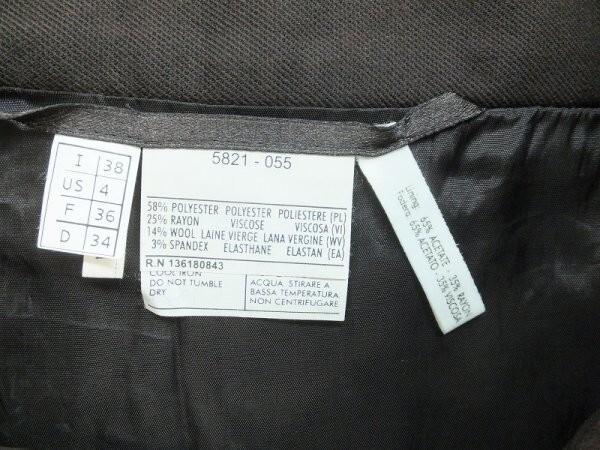 I 38
US 4
F 36
D 34
5821 - 055
58% POLYESTER POLYESTER POLIESTERE (PL)
25% RAYON VISCOSE VISCOSA (VI)
14% WOOL LAINE VIERGE LANA VERGINE (WV)
3% SPANDEX ELASTHANE ELASTAN (EA)
R.N 136180843
COOL IRON
DO NOT TUMBLE
DRY
ACQUA STIRARE A
BASSA TEMPERATURA
NON CENTRIFUGARE
Lining: 65% ACETATE 35% RAYON
Fodera: 65% ACETATO 35% VISCOSA